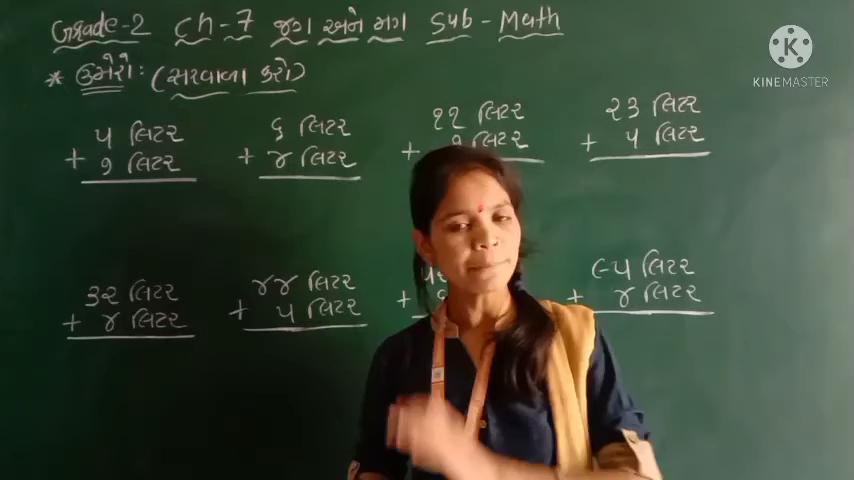 Grade-2 Ch-7 જગ અને મગ Sub-Math
* ઉમેરો: (સરવાળા કરો)
૫ લિટર
+ ૭ લિટર
૬ લિટર
+ ૪ લિટર
૧૨ લિટર
+ લિટર
૨૩ લિટર
+ ૫ લિટર
૩૨ લિટર
+ ૪ લિટર
૪૪ લિટર
+ ૫ લિટર
+
૯૫ લિટર
+ ૪ લિટર
K
KINEMASTER